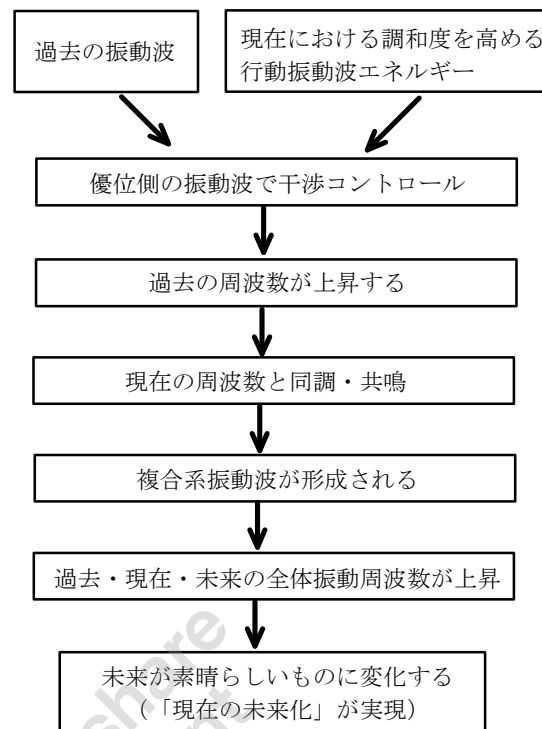 過去の振動波
現在における調和度を高める
行動振動波エネルギー
優位側の振動波で干渉コントロール
過去の周波数が上昇する
現在の周波数と同調・共鳴
複合系振動波が形成される
過去・現在・未来の全体振動周波数が上昇
未来が素晴らしいものに変化する
（「現在の未来化」が実現）
share